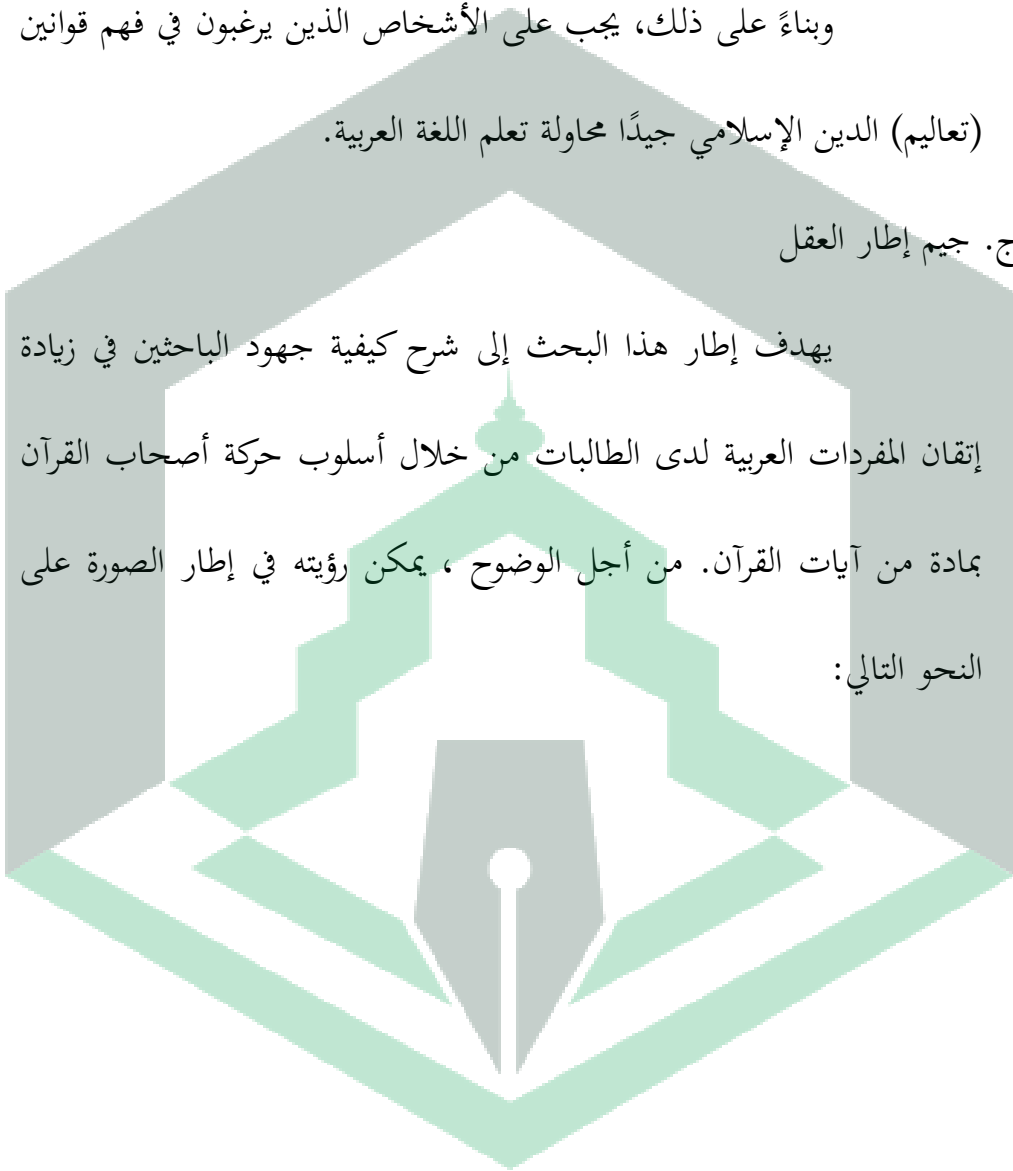 وبناءً على ذلك، يجب على الأشخاص الذين يرغبون في فهم قوانين
(تعاليم) الدين الإسلامي جيدًا محاولة تعلم اللغة العربية.
ج. جيم إطار العقل
يهدف إطار هذا البحث إلى شرح كيفية جهود الباحثين في زيادة
إتقان المفردات العربية لدى الطالبات من خلال أسلوب حركة أصحاب القرآن
بمادة من آيات القرآن. من أجل الوضوح ، يمكن رؤيته في إطار الصورة على
النحو التالي: